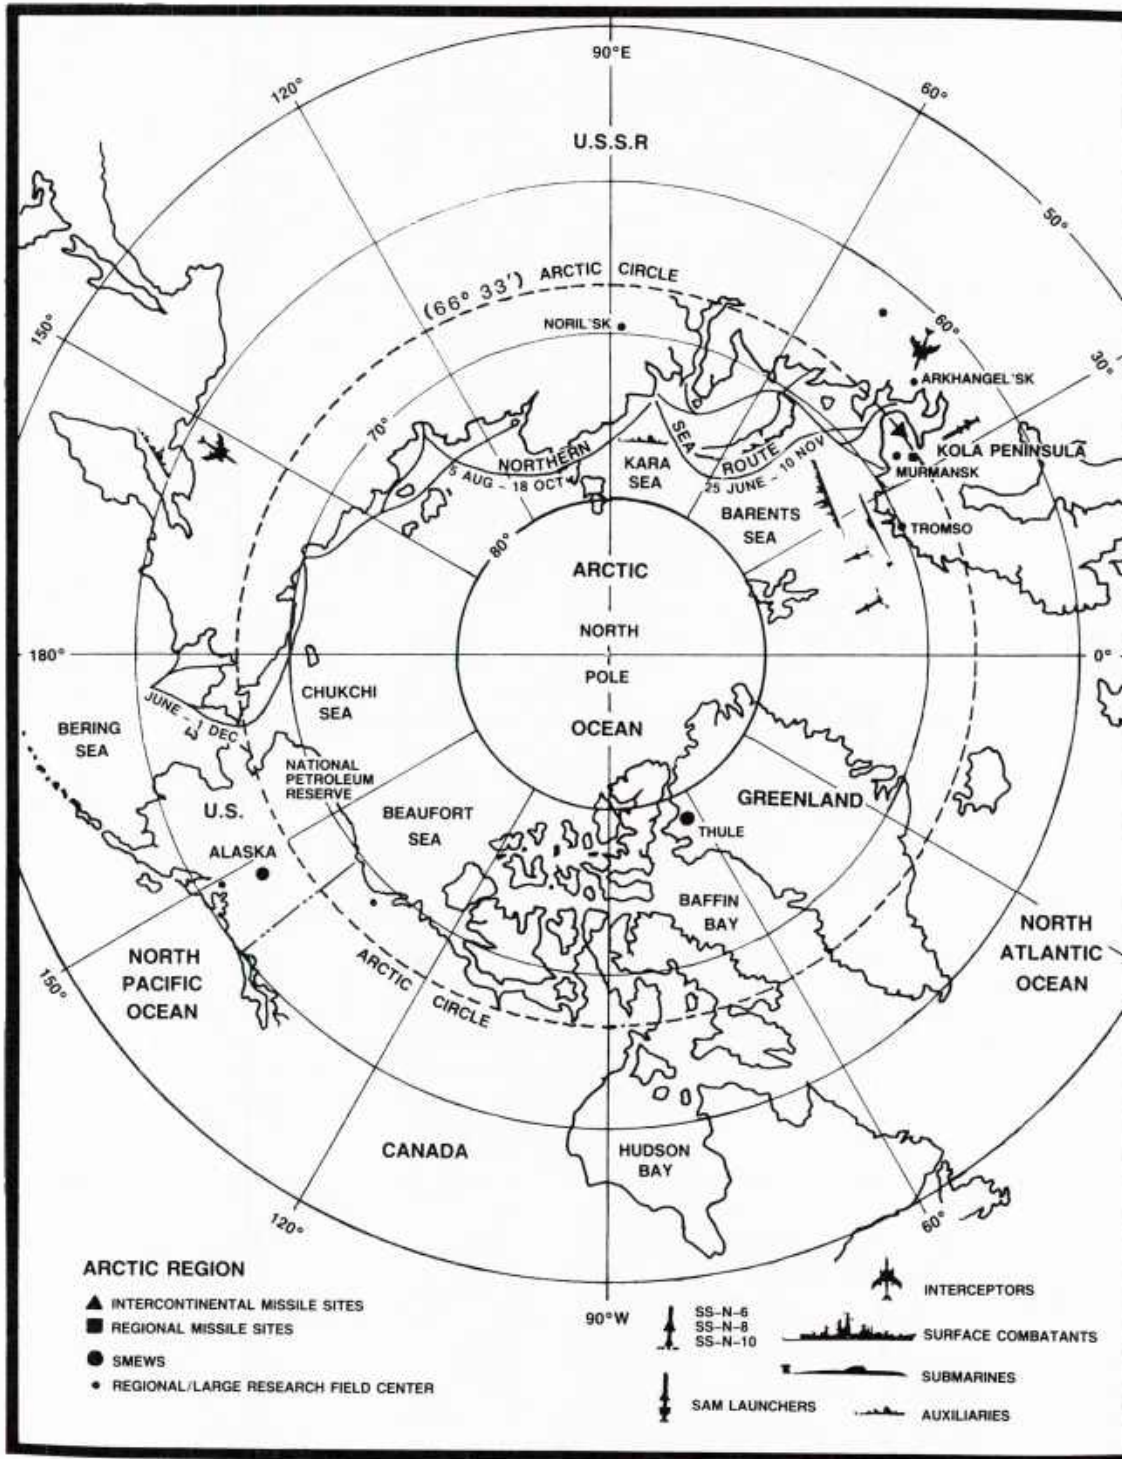 90°E
120°
60°
U.S.S.R
50°
(66° 33′) ARCTIC CIRCLE
NORIL'SK
60°
ARKHANGEL'SK
150°
30°
70°
KOLA PENINSULA
MURMANSK
NORTHERN
SEA
ROUTE
5 AUG - 18 OCT
25 JUNE - 10 NOV
KARA
SEA
BARENTS
SEA
TROMSO
80°
ARCTIC
NORTH
POLE
OCEAN
180°
0°
CHUKCHI
SEA
JUNE - 1 DEC
BERING
SEA
NATIONAL
PETROLEUM
RESERVE
U.S.
ALASKA
BEAUFORT
SEA
GREENLAND
THULE
BAFFIN
BAY
NORTH
ATLANTIC
OCEAN
NORTH
PACIFIC
OCEAN
150°
ARCTIC CIRCLE
CANADA
HUDSON
BAY
120°
60°
90°W
ARCTIC REGION
INTERCONTINENTAL MISSILE SITES
REGIONAL MISSILE SITES
SMEWS
REGIONAL/LARGE RESEARCH FIELD CENTER
SS-N-6
SS-N-8
SS-N-10
SAM LAUNCHERS
INTERCEPTORS
SURFACE COMBATANTS
SUBMARINES
AUXILIARIES